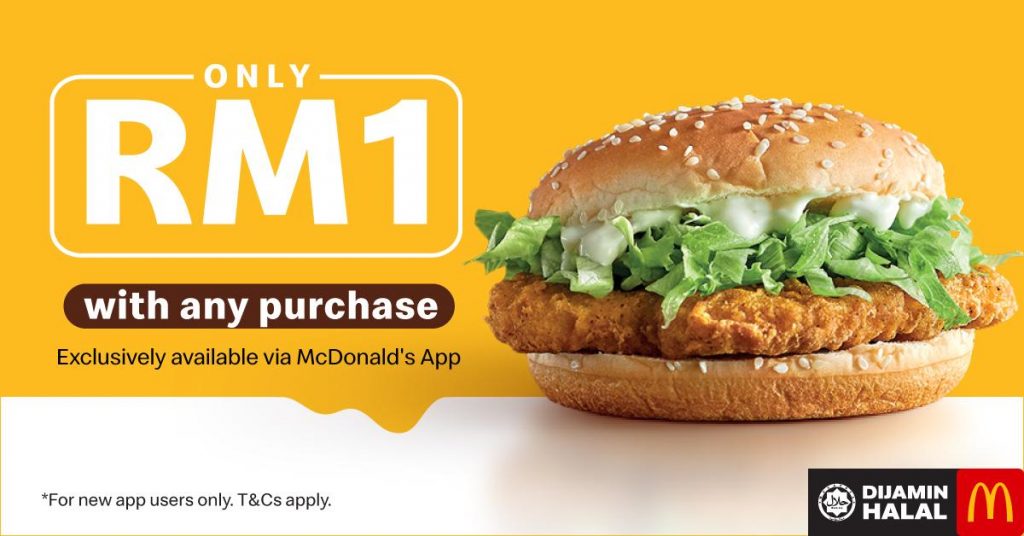 ONLY
RM1
with any purchase
Exclusively available via McDonald's App
*For new app users only. T&Cs apply.
حلال
DIJAMIN
HALAL